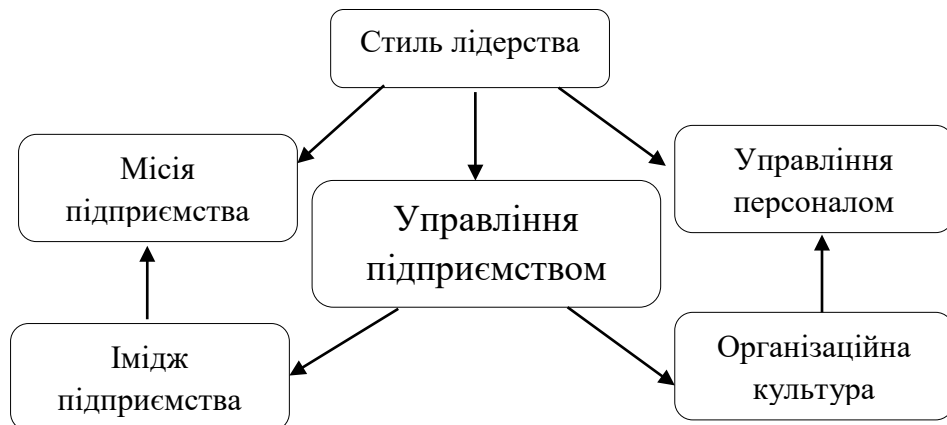 Стиль лідерства
Місія
підприємства
Управління
підприємством
Управління
персоналом
Імідж
підприємства
Організаційна
культура